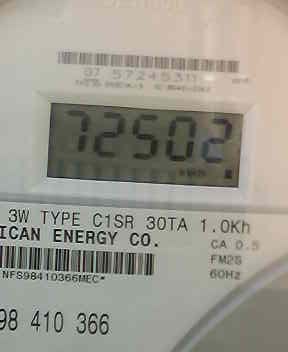 07 57245311
72502
3W TYPE C1SR 30TA 1.0Kh
ICAN ENERGY CO.
CA 0.5
FM2S
60Hz
NFS98410366MEC*
98 410 366